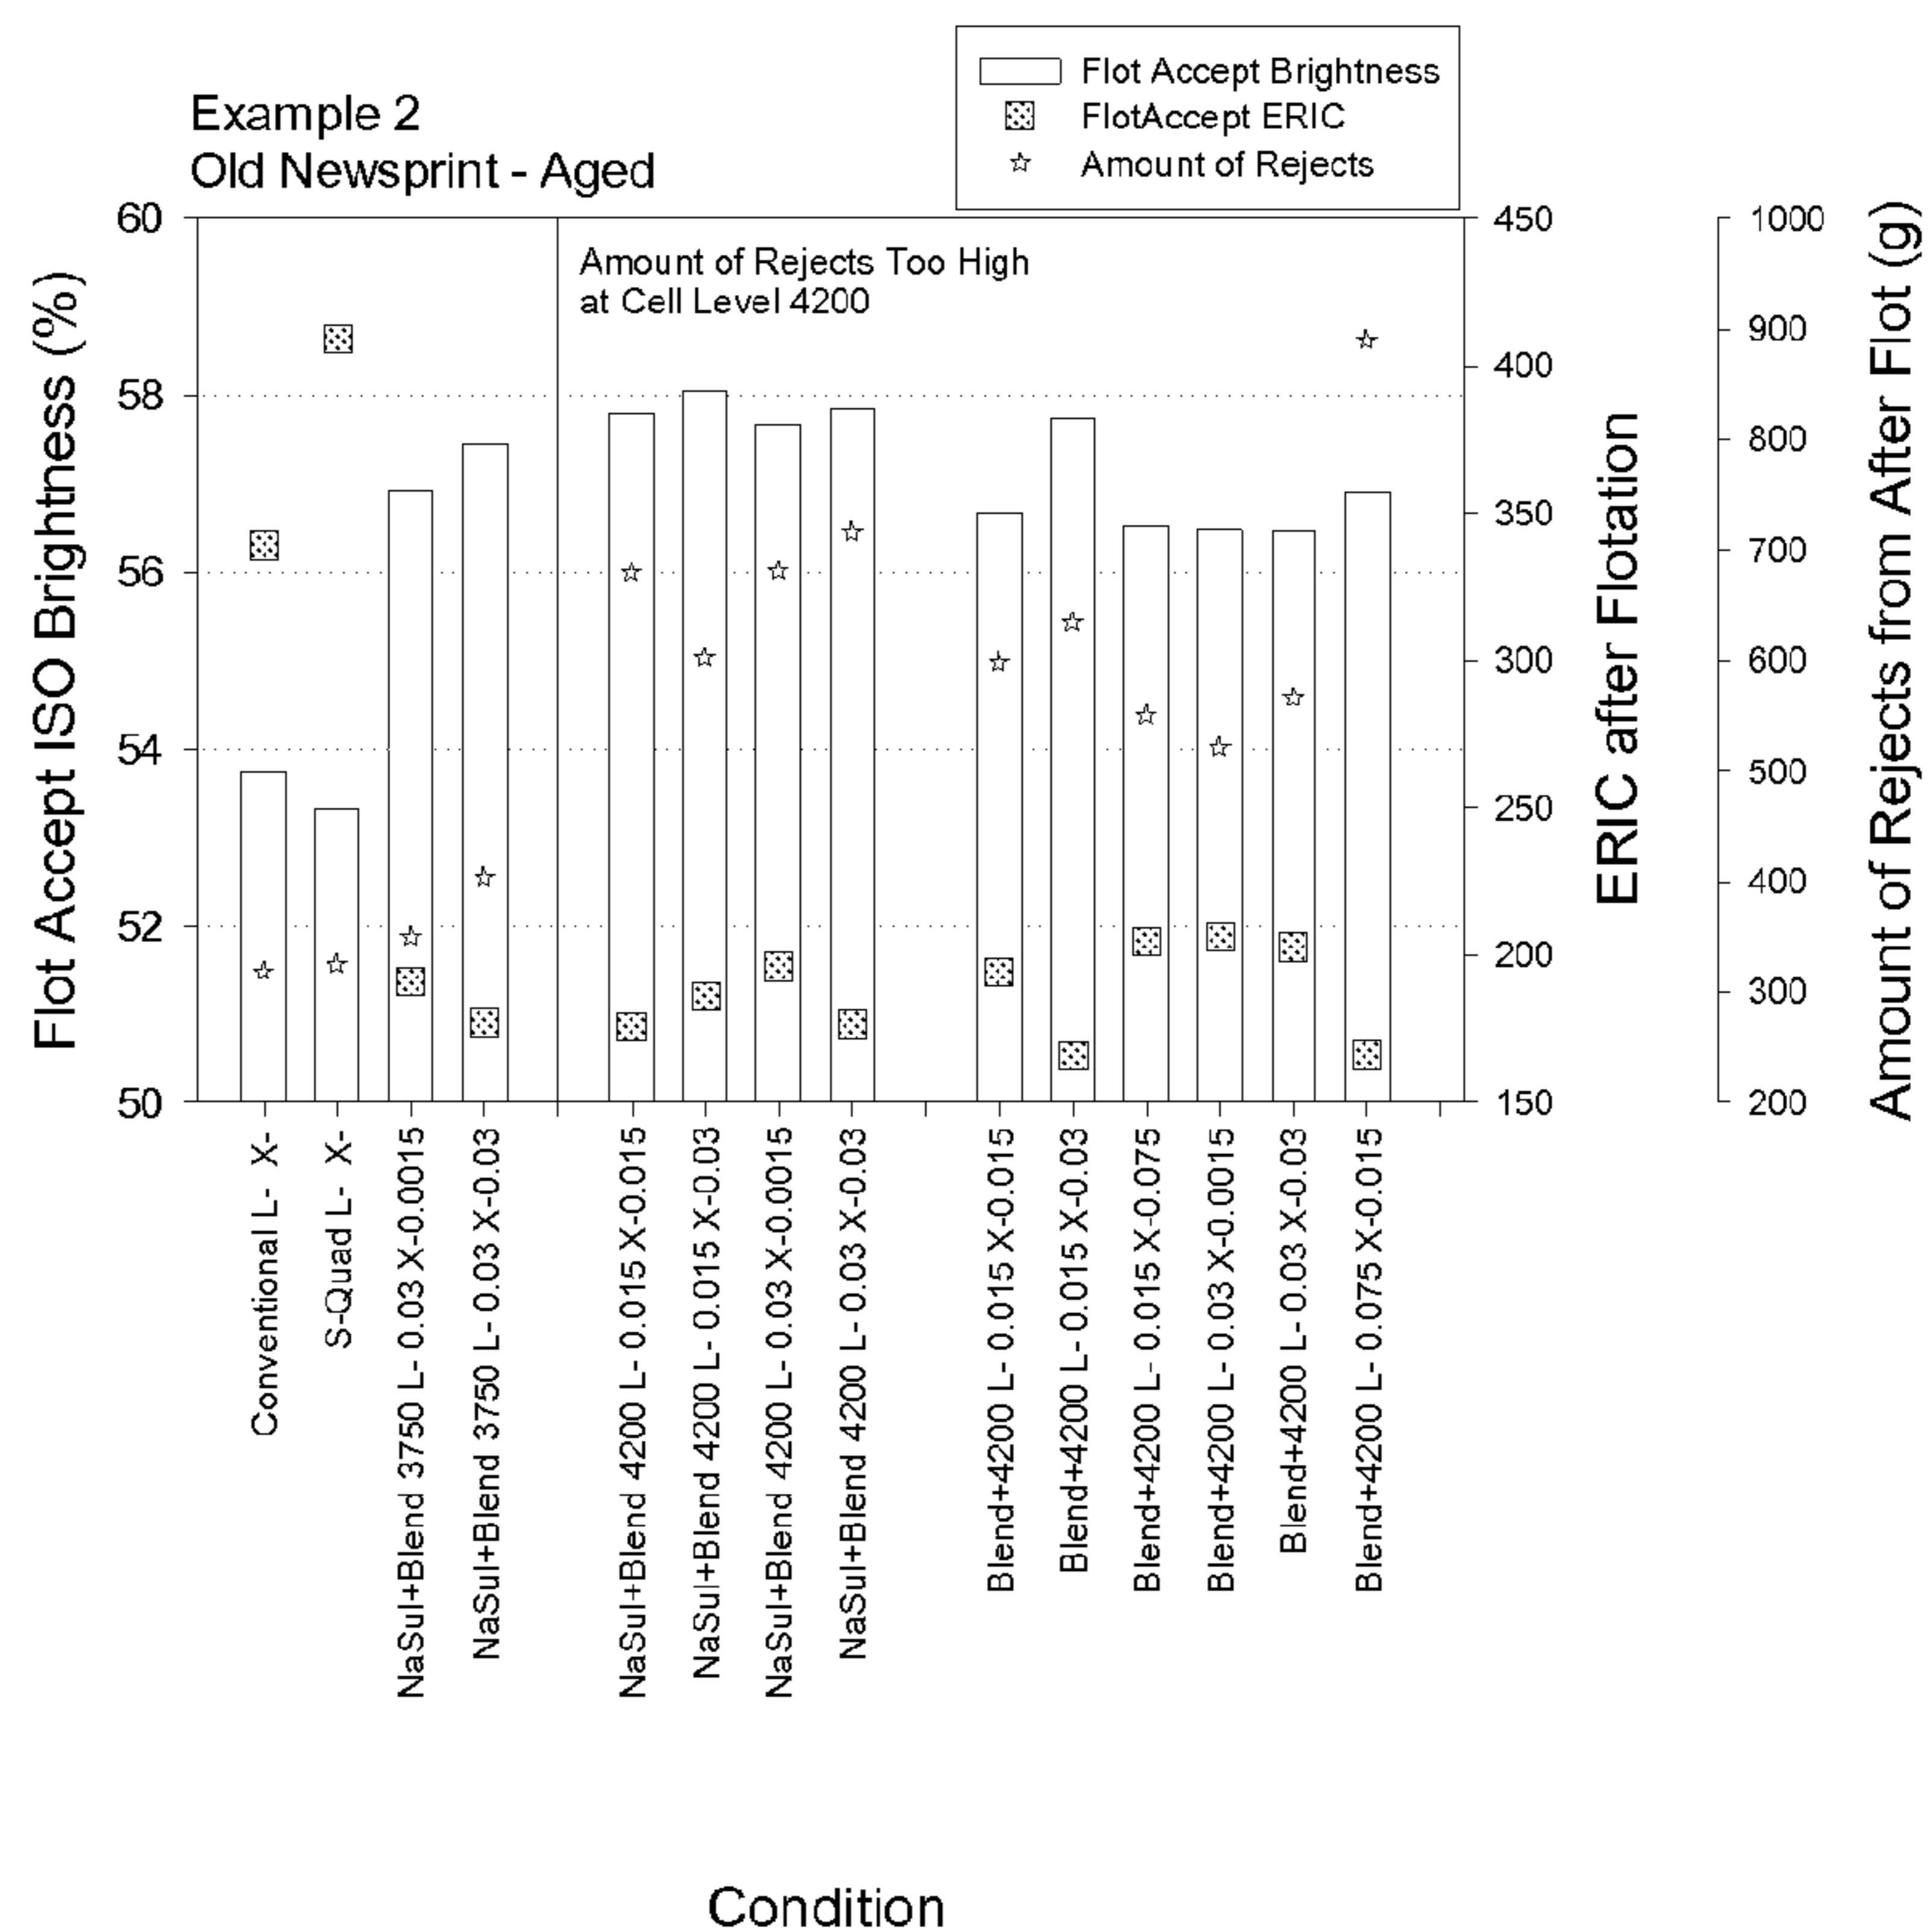 Flot Accept Brightness
FlotAccept ERIC
Amount of Rejects
Example 2
Old Newsprint - Aged
Amount of Rejects Too High
at Cell Level 4200
Flot Accept ISO Brightness (%)
60
58
56
54
52
50
450
400
350
300
250
200
150
ERIC after Flotation
1000
900
800
700
600
500
400
300
200
Amount of Rejects from After Flot (g)
Conventional L- X-
S-Quad L- X-
NaSul+Blend 3750 L- 0.03 X-0.0015
NaSul+Blend 3750 L- 0.03 X-0.03
NaSul+Blend 4200 L- 0.015 X-0.015
NaSul+Blend 4200 L- 0.015 X-0.03
NaSul+Blend 4200 L- 0.03 X-0.0015
NaSul+Blend 4200 L- 0.03 X-0.03
Blend+4200 L- 0.015 X-0.015
Blend+4200 L- 0.015 X-0.03
Blend+4200 L- 0.015 X-0.075
Blend+4200 L- 0.03 X-0.0015
Blend+4200 L- 0.03 X-0.03
Blend+4200 L- 0.075 X-0.015
Condition